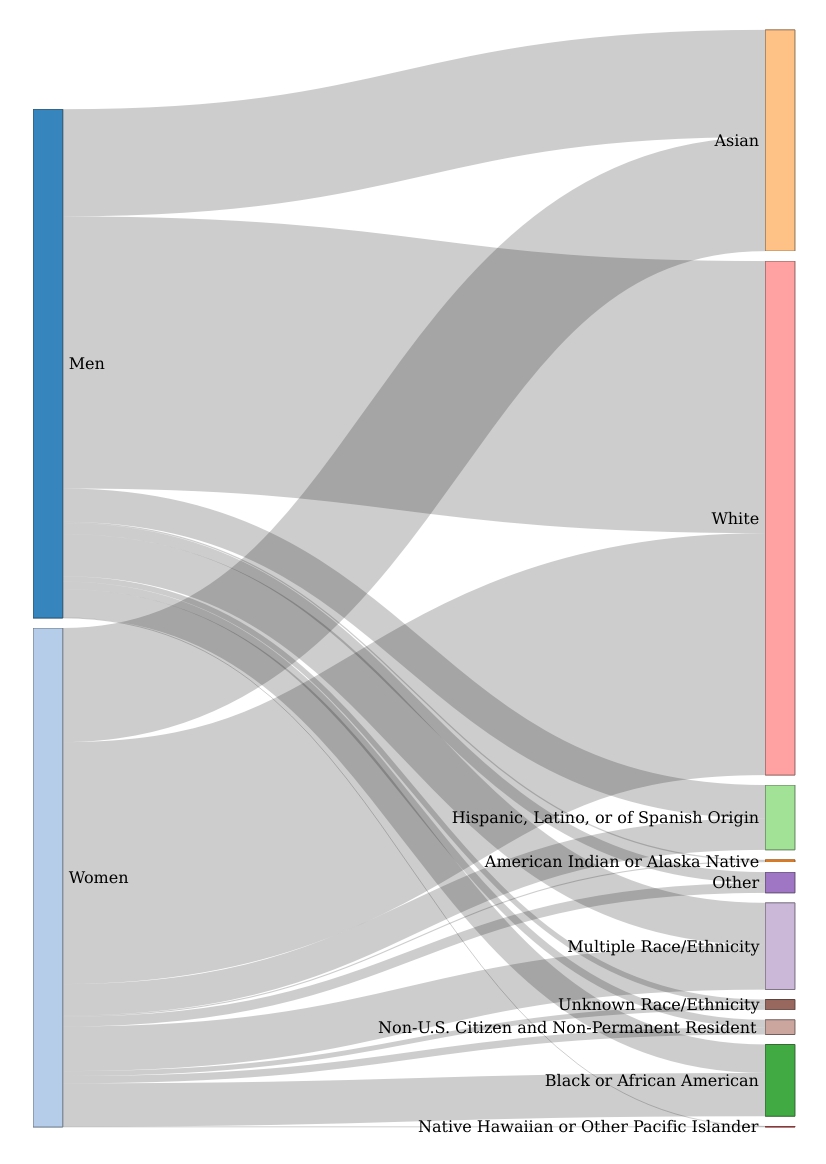 Asian
Men
White
Hispanic, Latino, or of Spanish Origin
American Indian or Alaska Native
Women
Other
Multiple Race/Ethnicity
Unknown Race/Ethnicity
Non-U.S. Citizen and Non-Permanent Resident
Black or African American
Native Hawaiian or Other Pacific Islander